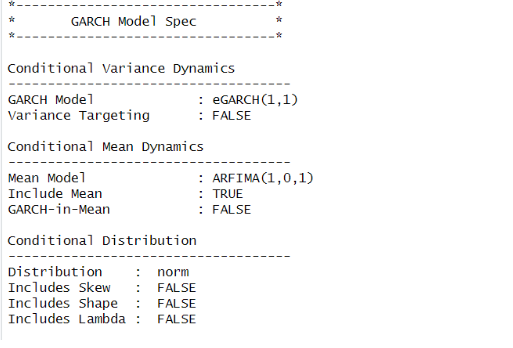 *---------------------------------*
*       GARCH Model Spec          *
*---------------------------------*
Conditional Variance Dynamics
------------------------------------
GARCH Model : eGARCH(1,1)
Variance Targeting : FALSE
Conditional Mean Dynamics
------------------------------------
Mean Model : ARFIMA(1,0,1)
Include Mean : TRUE
GARCH-in-Mean : FALSE
Conditional Distribution
------------------------------------
Distribution : norm
Includes Skew : FALSE
Includes Shape : FALSE
Includes Lambda : FALSE